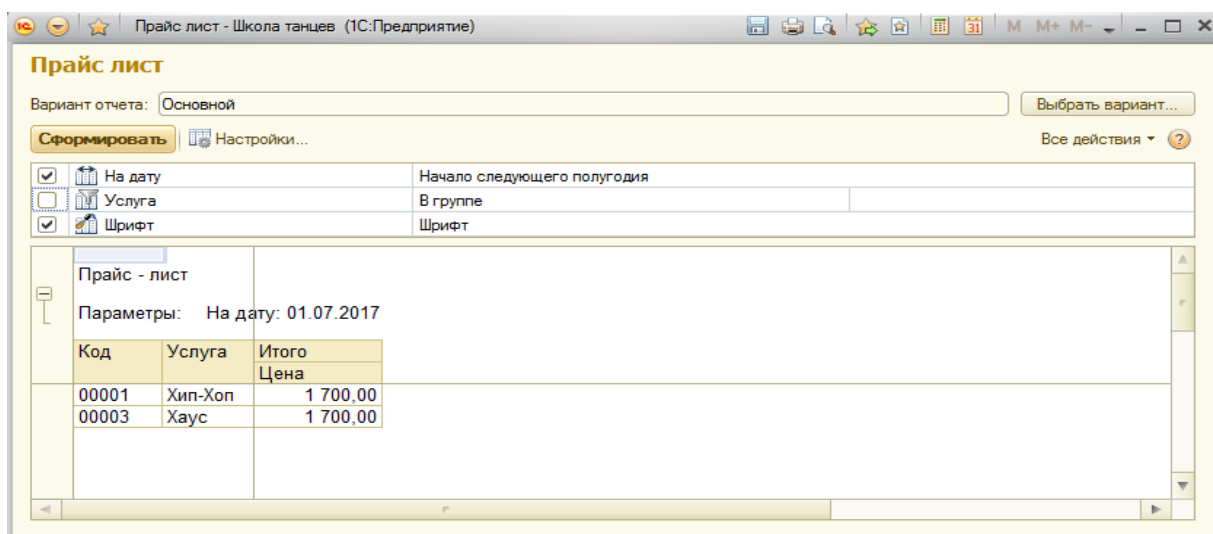 Прайс лист - Школа танцев (1С:Предприятие)
31 M M+ M-
Прайс лист
Вариант отчета: Основной Выбрать вариант...
Сформировать Настройки... Все действия ?
На дату Начало следующего полугодия
Услуга В группе
Шрифт Шрифт
Прайс - лист
Параметры: На дату: 01.07.2017
Код Услуга Итого
Цена
00001 Хип-Хоп 1 700,00
00003 Хаус 1 700,00